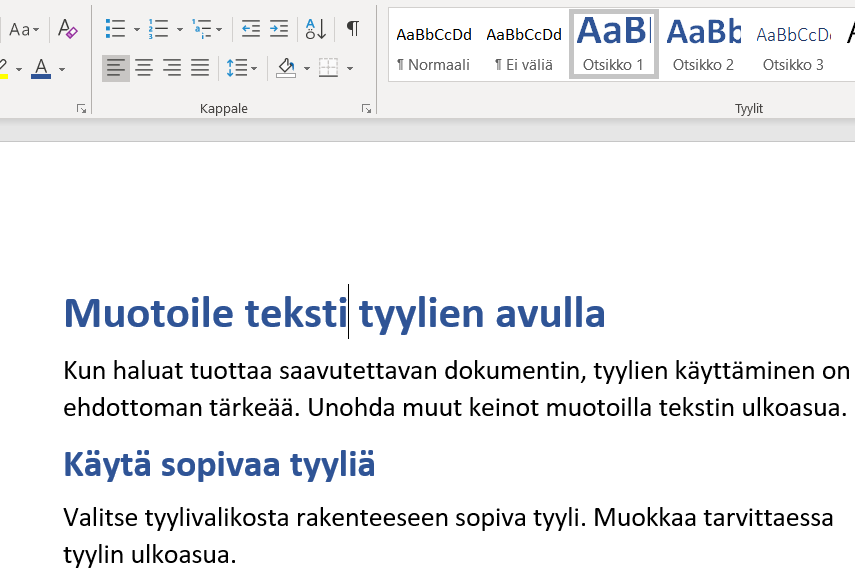 Aa
AaBbCcDd AaBbCcDd AaB AaBb AaBbCcD
¶ Normaali ¶ Ei väliä Otsikko 1 Otsikko 2 Otsikko 3
Kappale Tyylit
Muotoile teksti tyylien avulla
Kun haluat tuottaa saavutettavan dokumentin, tyylien käyttäminen on
ehdottoman tärkeää. Unohda muut keinot muotoilla tekstin ulkoasua.
Käytä sopivaa tyyliä
Valitse tyylivalikosta rakenteeseen sopiva tyyli. Muokkaa tarvittaessa
tyylin ulkoasua.